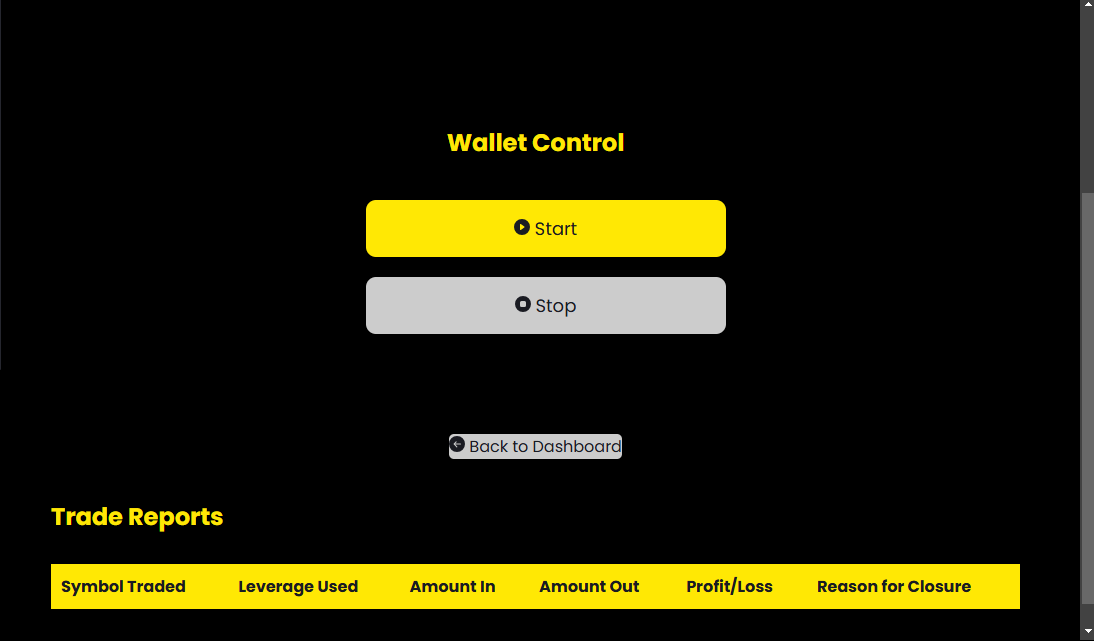 Wallet Control
Start
Stop
Back to Dashboard
Trade Reports
Symbol Traded Leverage Used Amount In Amount Out Profit/Loss Reason for Closure